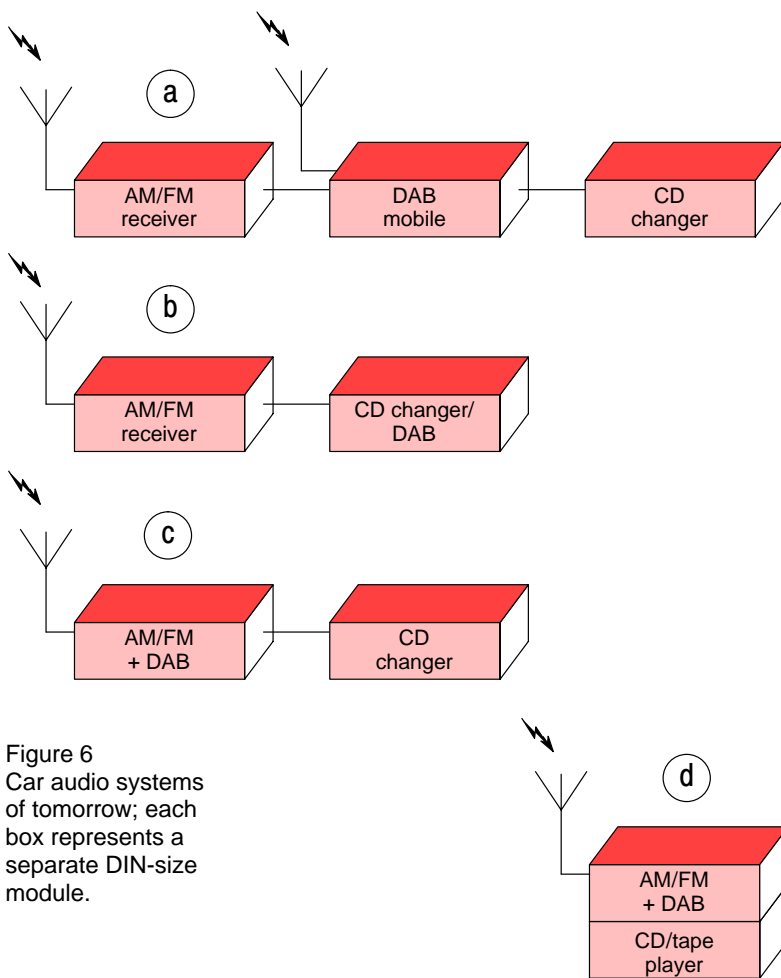 a
AM/FM
receiver
DAB
mobile
CD
changer
b
AM/FM
receiver
CD changer/
DAB
c
AM/FM
+ DAB
CD
changer
Figure 6
Car audio systems
of tomorrow; each
box represents a
separate DIN-size
module.
d
AM/FM
+ DAB
CD/tape
player